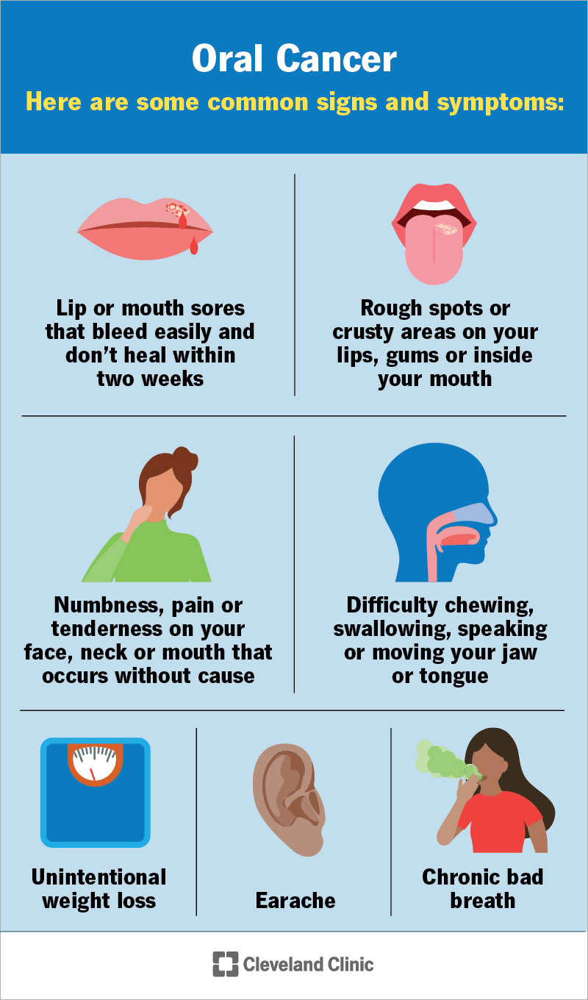 Oral Cancer
Here are some common signs and symptoms:
Lip or mouth sores
that bleed easily and
don’t heal within
two weeks
Rough spots or
crusty areas on your
lips, gums or inside
your mouth
Numbness, pain or
tenderness on your
face, neck or mouth that
occurs without cause
Difficulty chewing,
swallowing, speaking
or moving your jaw
or tongue
Unintentional
weight loss
Earache
Chronic bad
breath
Cleveland Clinic